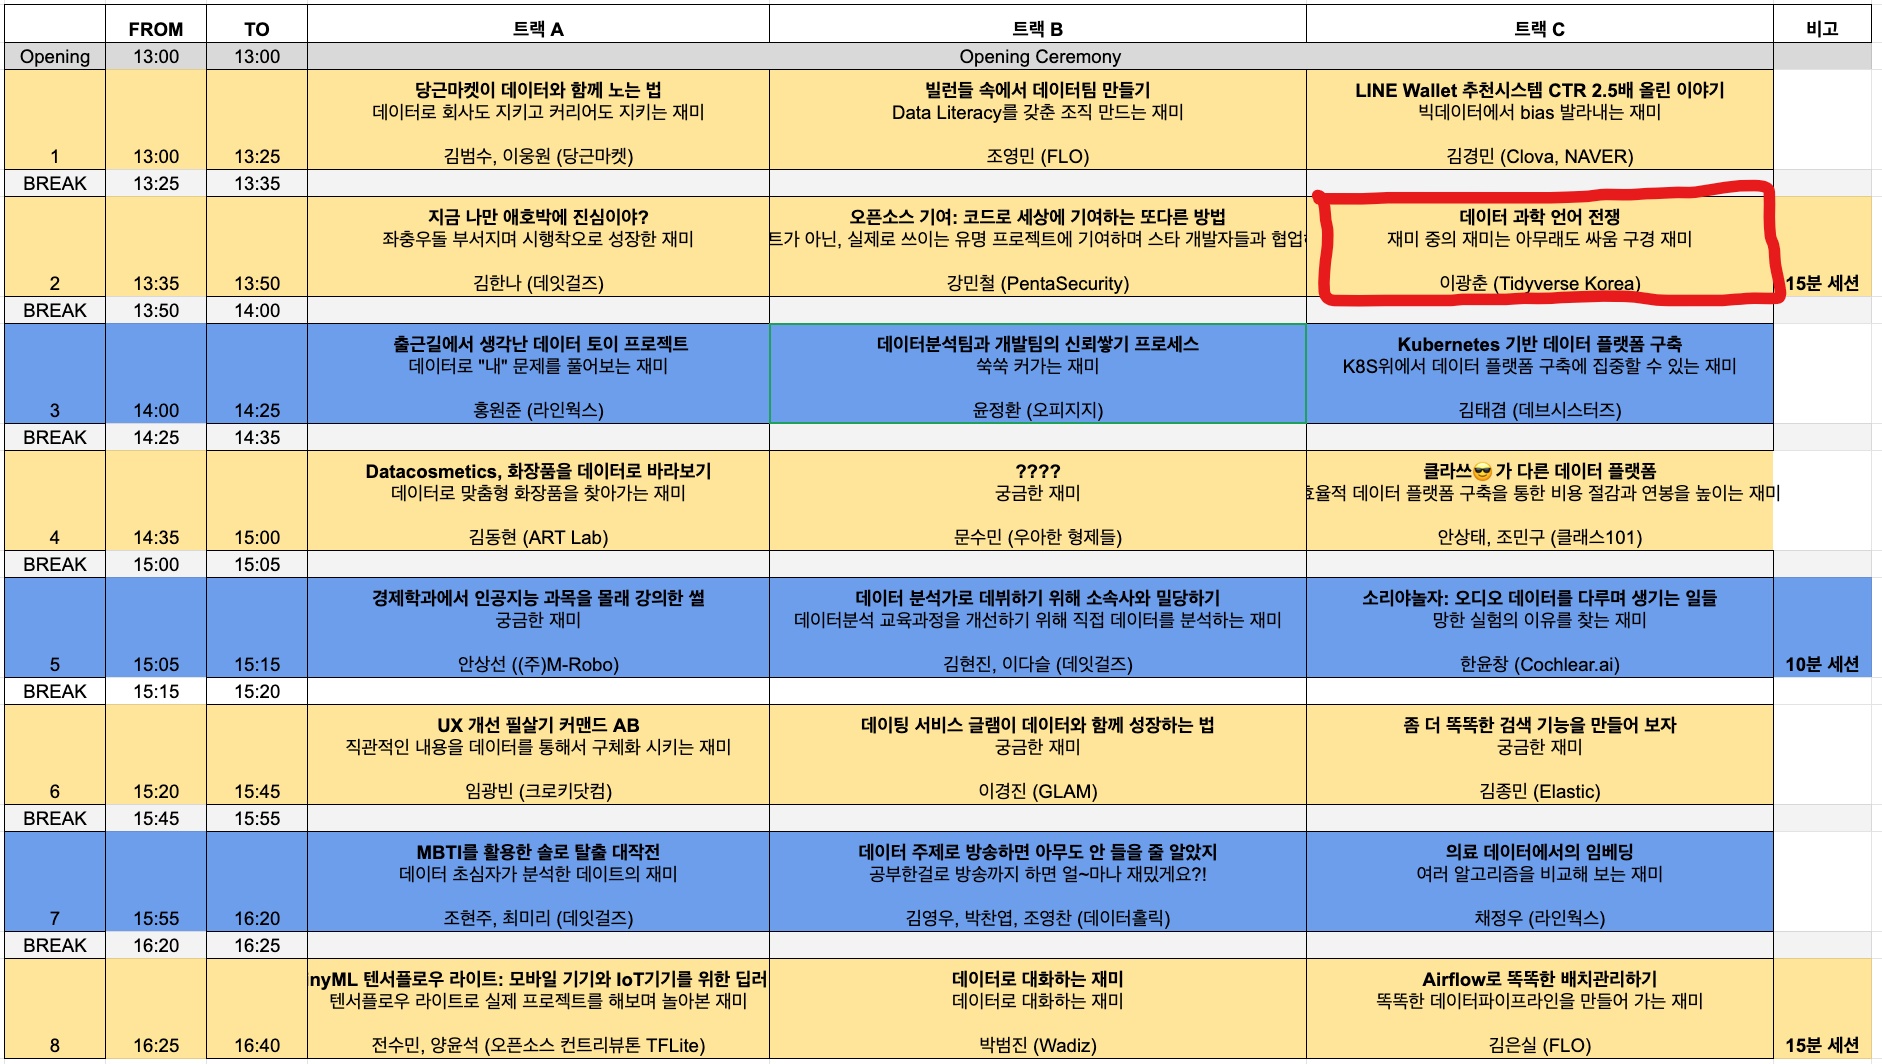 FROM TO 트랙 A 트랙 B 트랙 C 비고
Opening 13:00 13:00 Opening Ceremony
당근마켓이 데이터와 함께 노는 법 빌런들 속에서 데이터팀 만들기 LINE Wallet 추천시스템 CTR 2.5배 올린 이야기
데이터로 회사도 지키고 커리어도 지키는 재미 Data Literacy를 갖춘 조직 만드는 재미 빅데이터에서 bias 발라내는 재미
1 13:00 13:25 김범수, 이웅원 (당근마켓) 조영민 (FLO) 김경민 (Clova, NAVER)
BREAK 13:25 13:35
지금 나만 애호박에 진심이야? 오픈소스 기여: 코드로 세상에 기여하는 또다른 방법 데이터 과학 언어 전쟁
좌충우돌 부서지며 시행착오로 성장한 재미 트가 아닌, 실제로 쓰이는 유명 프로젝트에 기여하며 스타 개발자들과 협업 재미 중의 재미는 아무래도 싸움 구경 재미
2 13:35 13:50 김한나 (데잇걸즈) 강민철 (PentaSecurity) 이광춘 (Tidyverse Korea) 15분 세션
BREAK 13:50 14:00
출근길에서 생각난 데이터 토이 프로젝트 데이터분석팀과 개발팀의 신뢰쌓기 프로세스 Kubernetes 기반 데이터 플랫폼 구축
데이터로 "내" 문제를 풀어보는 재미 쑥쑥 커가는 재미 K8S위에서 데이터 플랫폼 구축에 집중할 수 있는 재미
3 14:00 14:25 홍원준 (라인웍스) 윤정환 (오피지지) 김태겸 (데브시스터즈)
BREAK 14:25 14:35
Datacosmetics, 화장품을 데이터로 바라보기 ???? 클라쓰😎가 다른 데이터 플랫폼
데이터로 맞춤형 화장품을 찾아가는 재미 궁금한 재미 효율적 데이터 플랫폼 구축을 통한 비용 절감과 연봉을 높이는 재미
4 14:35 15:00 김동현 (ART Lab) 문수민 (우아한 형제들) 안상태, 조민구 (클래스101)
BREAK 15:00 15:05
경제학과에서 인공지능 과목을 몰래 강의한 썰 데이터 분석가로 데뷔하기 위해 소속사와 밀당하기 소리야놀자: 오디오 데이터를 다루며 생기는 일들
궁금한 재미 데이터분석 교육과정을 개선하기 위해 직접 데이터를 분석하는 재미 망한 실험의 이유를 찾는 재미
5 15:05 15:15 안상선 ((주)M-Robo) 김현진, 이다슬 (데잇걸즈) 한윤창 (Cochlear.ai) 10분 세션
BREAK 15:15 15:20
UX 개선 필살기 커맨드 AB 데이팅 서비스 글램이 데이터와 함께 성장하는 법 좀 더 똑똑한 검색 기능을 만들어 보자
직관적인 내용을 데이터를 통해서 구체화 시키는 재미 궁금한 재미 궁금한 재미
6 15:20 15:45 임광빈 (크로키닷컴) 이경진 (GLAM) 김종민 (Elastic)
BREAK 15:45 15:55
MBTI를 활용한 솔로 탈출 대작전 데이터 주제로 방송하면 아무도 안 들을 줄 알았지 의료 데이터에서의 임베딩
데이터 초심자가 분석한 데이트의 재미 공부한걸로 방송까지 하면 얼~마나 재밌게요?! 여러 알고리즘을 비교해 보는 재미
7 15:55 16:20 조현주, 최미리 (데잇걸즈) 김영우, 박찬엽, 조영찬 (데이터홀릭) 채정우 (라인웍스)
BREAK 16:20 16:25
nyML 텐서플로우 라이트: 모바일 기기와 IoT기기를 위한 딥러 데이터로 대화하는 재미 Airflow로 똑똑한 배치관리하기
텐서플로우 라이트로 실제 프로젝트를 해보며 놀아본 재미 데이터로 대화하는 재미 똑똑한 데이터파이프라인을 만들어 가는 재미
8 16:25 16:40 전수민, 양윤석 (오픈소스 컨트리뷰톤 TFLite) 박범진 (Wadiz) 김은실 (FLO) 15분 세션